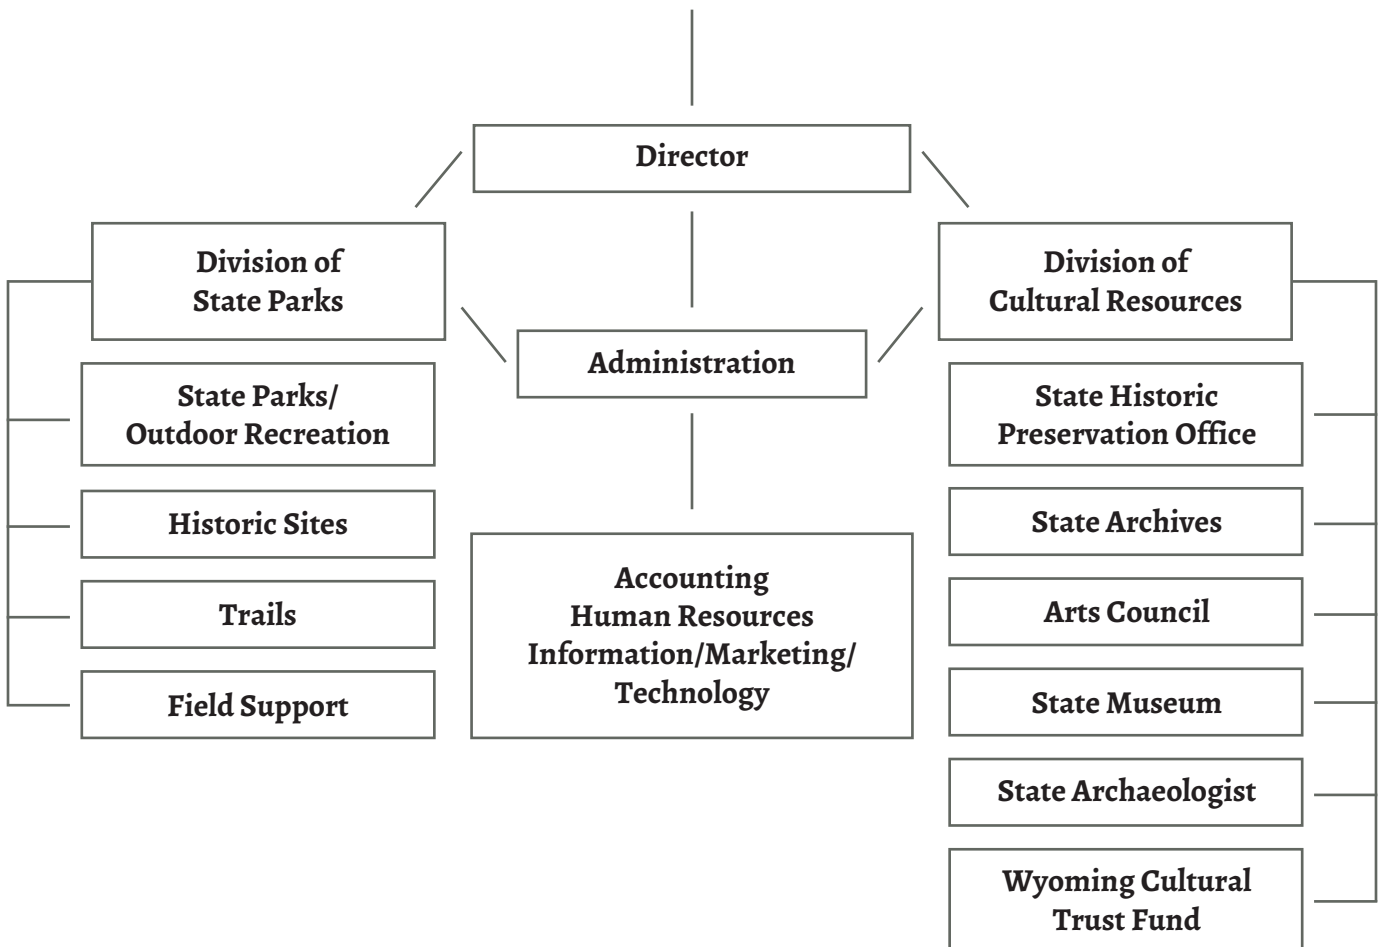 Director
Division of
State Parks
Division of
Cultural Resources
Administration
State Parks/
Outdoor Recreation
Historic Sites
Trails
Field Support
Accounting
Human Resources
Information/Marketing/
Technology
State Historic
Preservation Office
State Archives
Arts Council
State Museum
State Archaeologist
Wyoming Cultural
Trust Fund